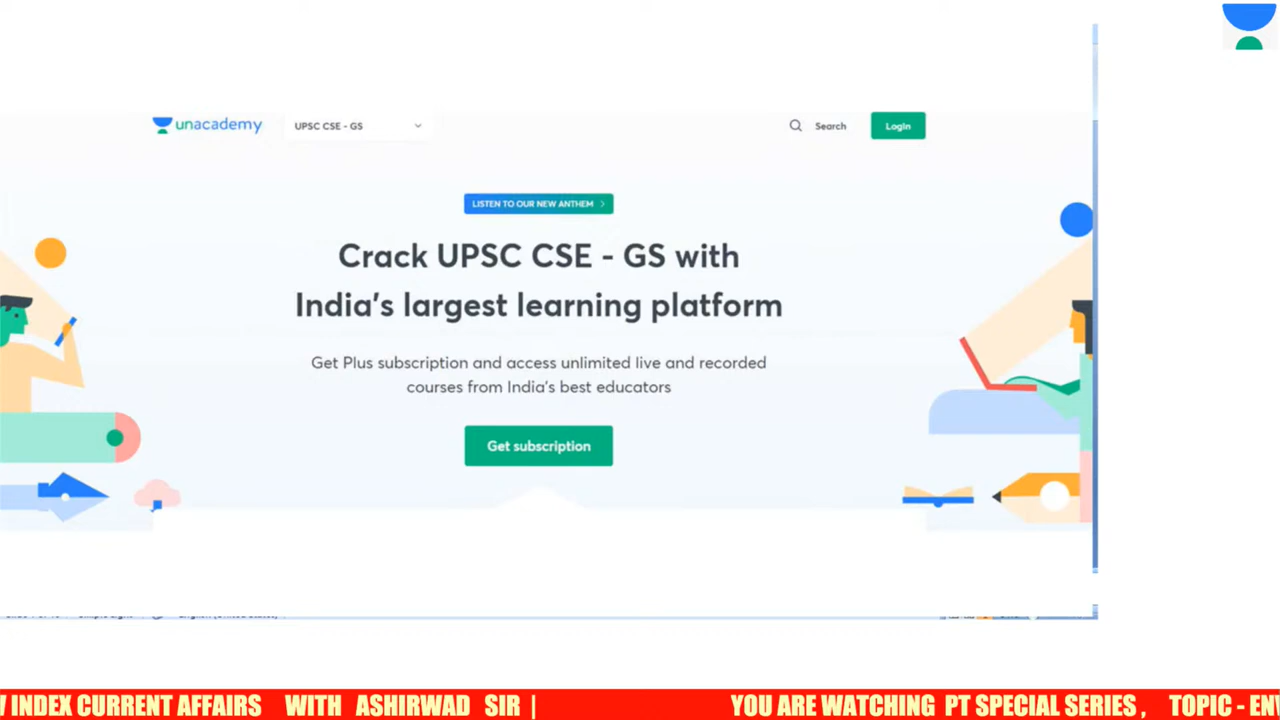 unacademy
UPSC CSE - GS
Search
Login
LISTEN TO OUR NEW ANTHEM
Crack UPSC CSE - GS with
India's largest learning platform
Get Plus subscription and access unlimited live and recorded
courses from India's best educators
Get subscription
INDEX CURRENT AFFAIRS WITH ASHIRWAD SIR | YOU ARE WATCHING PT SPECIAL SERIES , TOPIC -